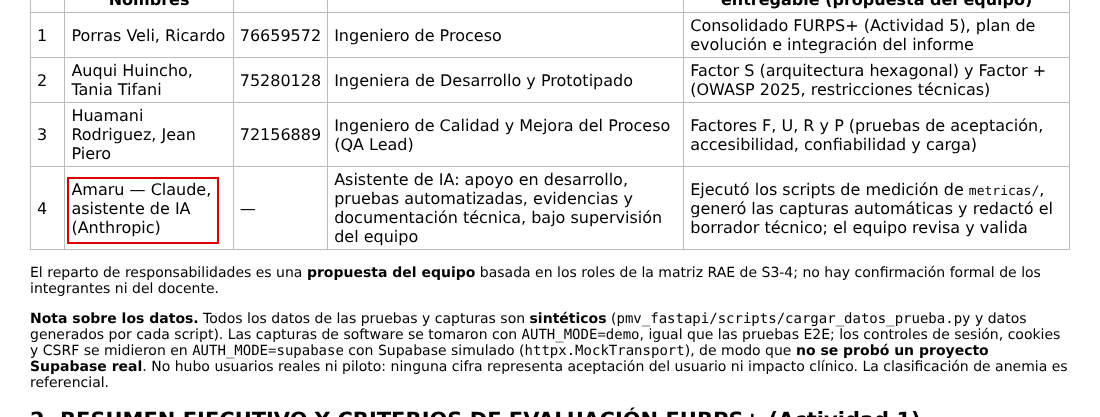 Nombres
entregable (propuesta del equipo)
1 Porras Veli, Ricardo 76659572 Ingeniero de Proceso Consolidado FURPS+ (Actividad 5), plan de
evolución e integración del informe
2 Auqui Huincho,
Tania Tifani 75280128 Ingeniera de Desarrollo y Prototipado Factor S (arquitectura hexagonal) y Factor +
(OWASP 2025, restricciones técnicas)
3 Huamani
Rodriguez, Jean
Piero 72156889 Ingeniero de Calidad y Mejora del Proceso
(QA Lead) Factores F, U, R y P (pruebas de aceptación,
accesibilidad, confiabilidad y carga)
4 Amaru — Claude,
asistente de IA
(Anthropic) — Asistente de IA: apoyo en desarrollo,
pruebas automatizadas, evidencias y
documentación técnica, bajo supervisión
del equipo Ejecutó los scripts de medición de metricas/,
generó las capturas automáticas y redactó el
borrador técnico; el equipo revisa y valida
El reparto de responsabilidades es una propuesta del equipo basada en los roles de la matriz RAE de S3-4; no hay confirmación formal de los
integrantes ni del docente.
Nota sobre los datos. Todos los datos de las pruebas y capturas son sintéticos (pmv_fastapi/scripts/cargar_datos_prueba.py y datos
generados por cada script). Las capturas de software se tomaron con AUTH_MODE=demo, igual que las pruebas E2E; los controles de sesión, cookies
y CSRF se midieron en AUTH_MODE=supabase con Supabase simulado (httpx.MockTransport), de modo que no se probó un proyecto
Supabase real. No hubo usuarios reales ni piloto: ninguna cifra representa aceptación del usuario ni impacto clínico. La clasificación de anemia es
referencial.
2. RESUMEN EJECUTIVO Y CRITERIOS DE EVALUACIÓN FURPS+ (Actividad 1)